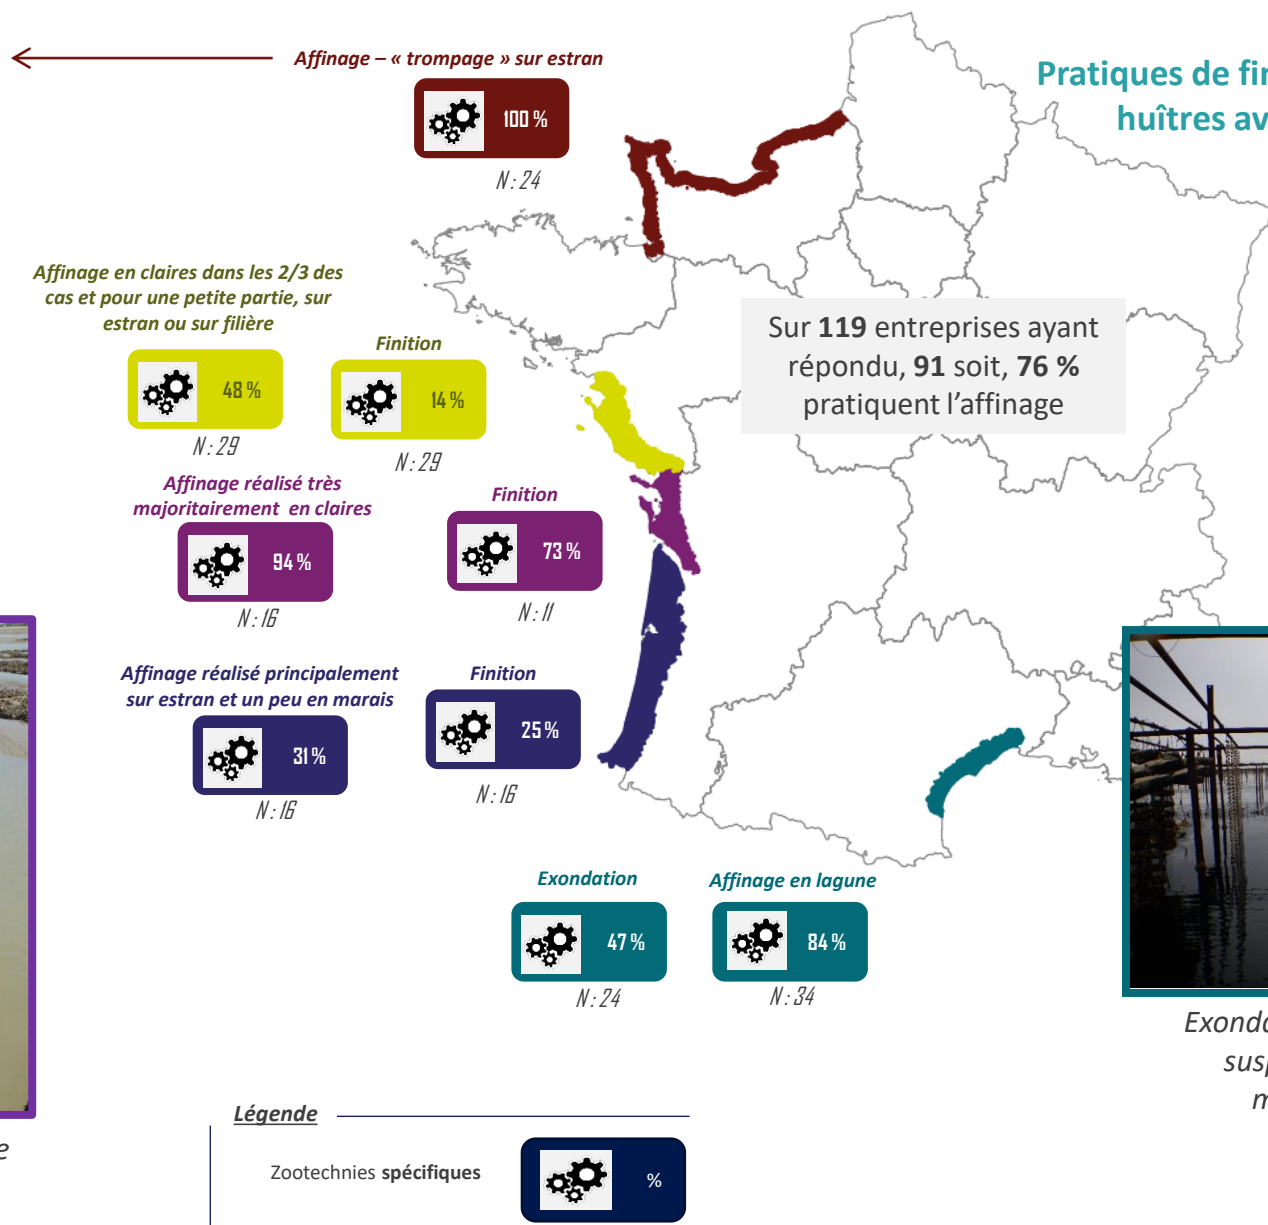 Affinage – « trompage » sur estran
100 %
N : 24
Pratiques de
huîtres
Affinage en claires dans les 2/3 des
cas et pour une petite partie, sur
estran ou sur filière
48 %
N : 29
Finition
14 %
N : 29
Sur 119 entreprises ayant
répondu, 91 soit, 76 %
pratiquent l'affinage
Affinage réalisé très
majoritairement en claires
94 %
N : 16
Finition
73 %
N : 11
Affinage réalisé principalement
sur estran et un peu en marais
31 %
N : 16
Finition
25 %
N : 16
Exondation
47 %
N : 24
Affinage en lagune
84 %
N : 34
Légende
Zootechnies spécifiques
%